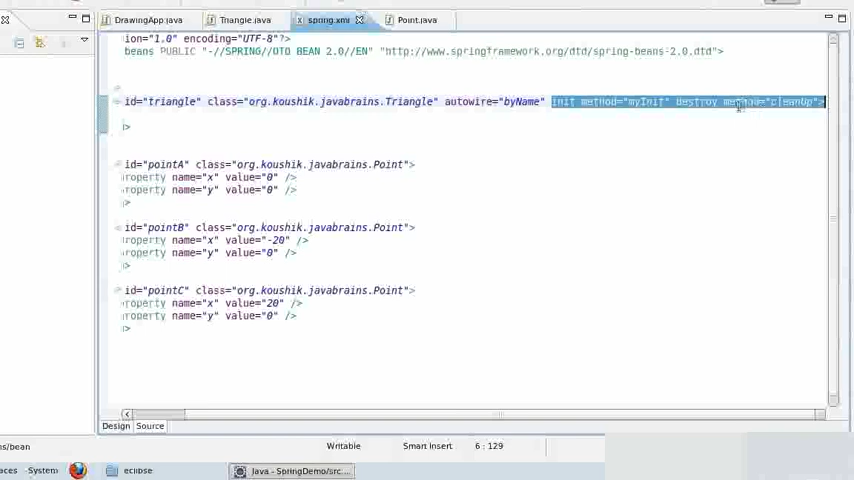 DrawingApp.java Triangle.java spring.xml Point.java
ion="1.0" encoding="UTF-8"?>
beans PUBLIC "-//SPRING//DTD BEAN 2.0//EN" "http://www.springframework.org/dtd/spring-beans-2.0.dtd">
id="triangle" class="org.koushik.javabrains.Triangle" autowire="byName" init-method="myInit" destroy-method="cleanUp">
>
id="pointA" class="org.koushik.javabrains.Point">
roperty name="x" value="0" />
roperty name="y" value="0" />
>
id="pointB" class="org.koushik.javabrains.Point">
roperty name="x" value="-20" />
roperty name="y" value="0" />
>
id="pointC" class="org.koushik.javabrains.Point">
roperty name="x" value="20" />
roperty name="y" value="0" />
>
Design Source
s/bean Writable Smart Insert 6 : 129
aces System eclipse Java - SpringDemo/src...